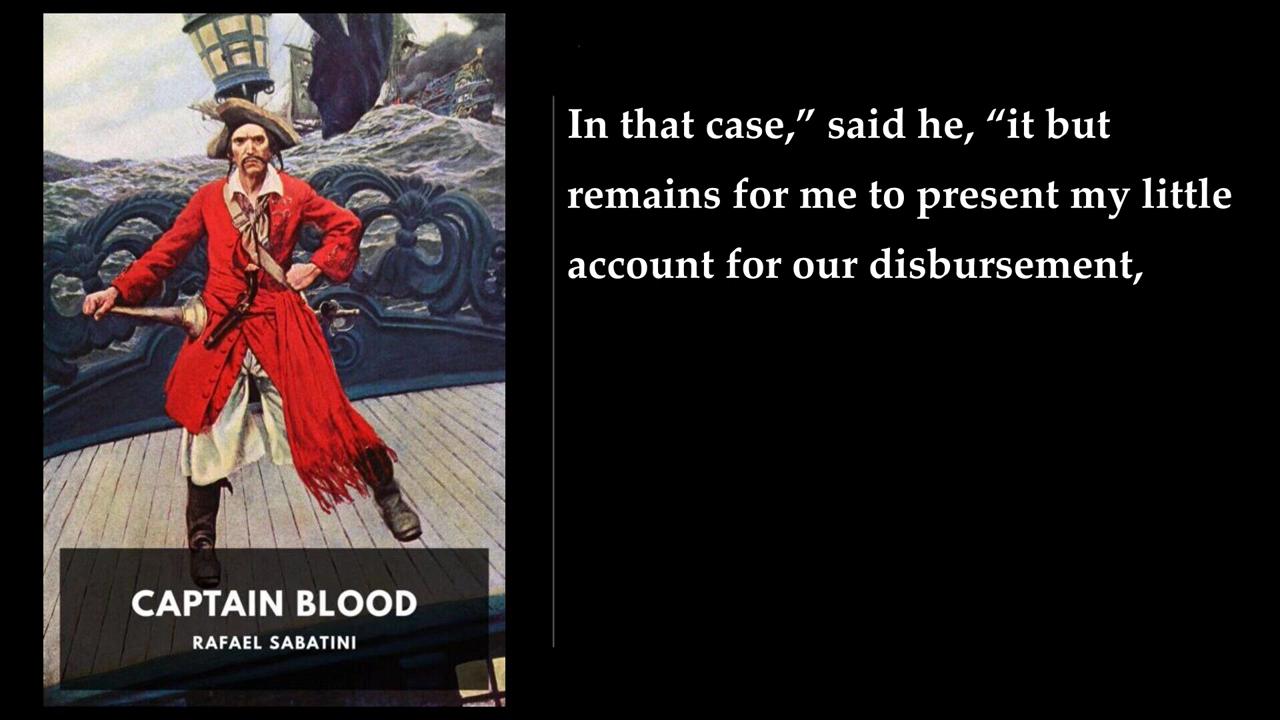 In that case,” said he, “it but
remains for me to present my little
account for our disbursement,
CAPTAIN BLOOD
RAFAEL SABATINI